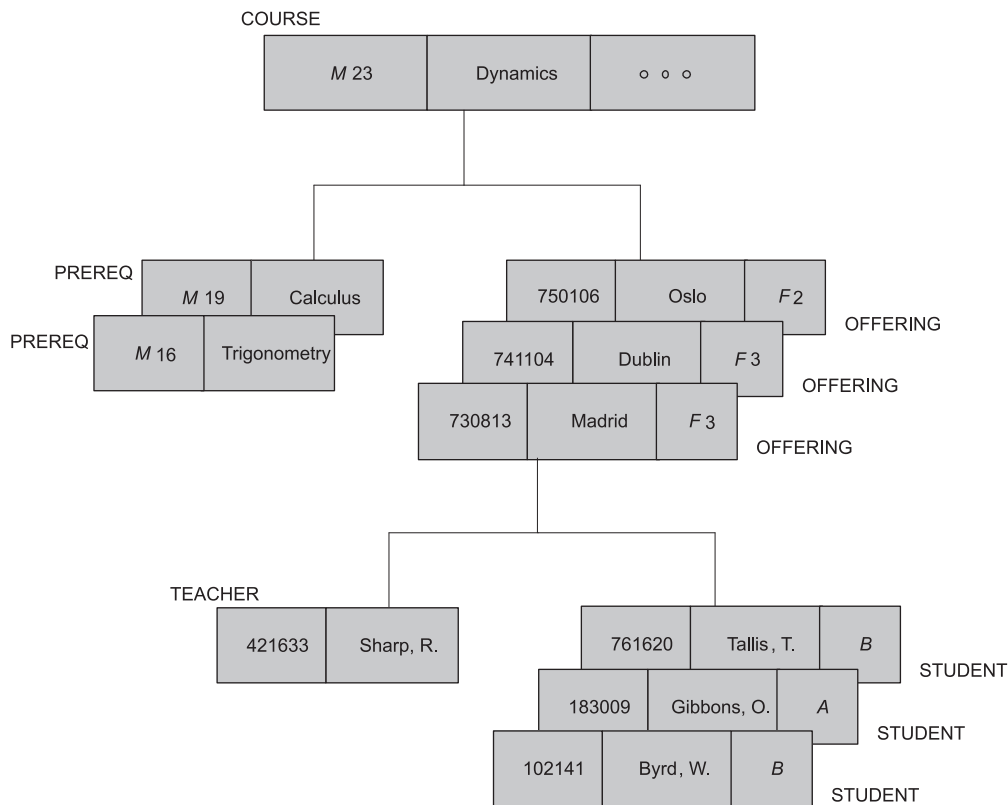 COURSE
M 23 Dynamics o o o
PREREQ
M 19 Calculus
750106 Oslo F 2
OFFERING
PREREQ
M 16 Trigonometry
741104 Dublin F 3
OFFERING
730813 Madrid F 3
OFFERING
TEACHER
421633 Sharp, R.
761620 Tallis, T. B
STUDENT
183009 Gibbons, O. A
STUDENT
102141 Byrd, W. B
STUDENT